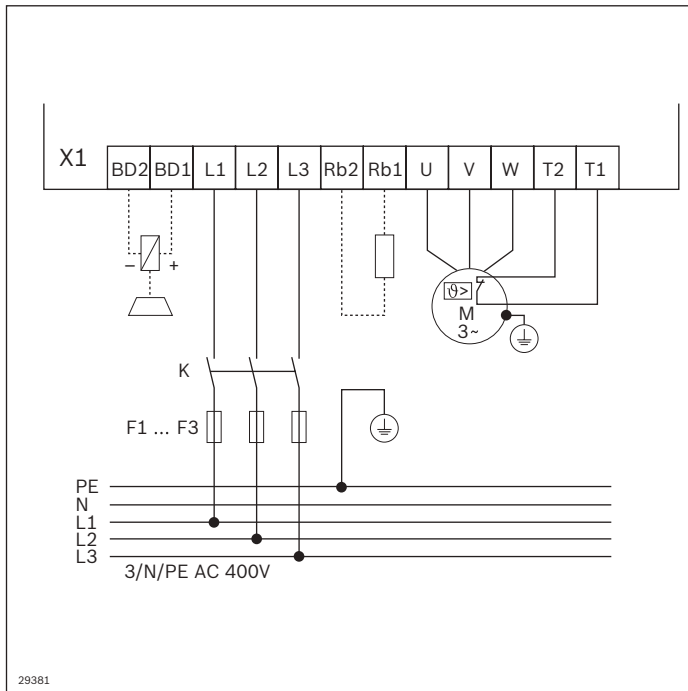 X1
BD2 BD1 L1 L2 L3 Rb2 Rb1 U V W T2 T1
– +
ϑ>
M
3~
K
F1 ... F3
PE
N
L1
L2
L3
3/N/PE AC 400V
29381